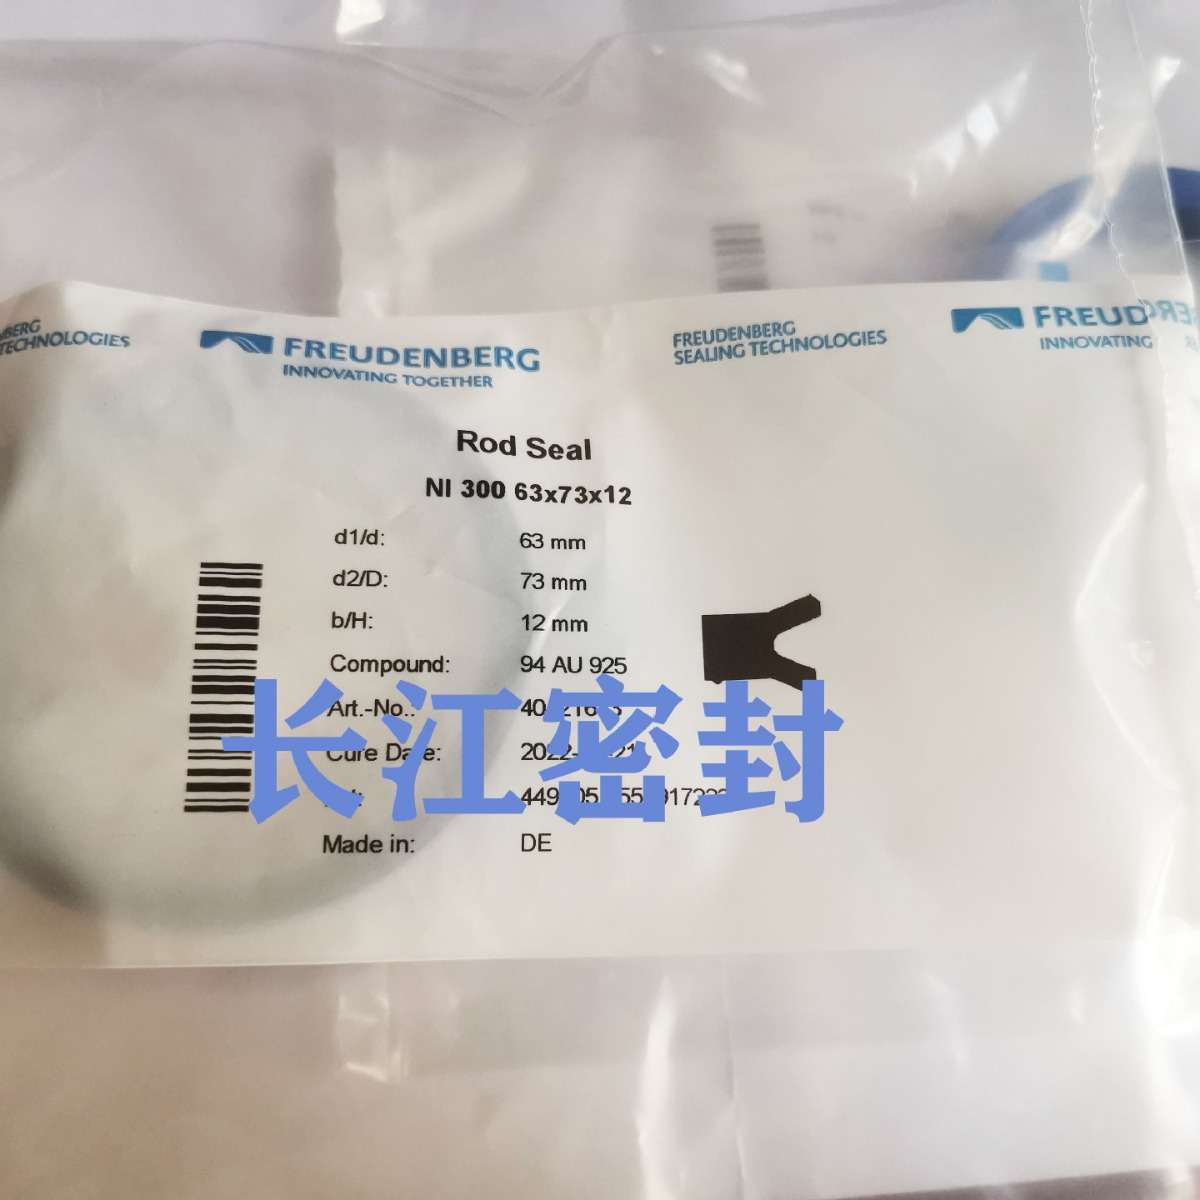 BERG
TECHNOLOGIES
FREUDENBERG
INNOVATING TOGETHER
FREUDENBERG
SEALING TECHNOLOGIES
FREUD
INNOVATING
Rod Seal
NI 300 63x73x12
d1/d: 63 mm
d2/D: 73 mm
b/H: 12 mm
Compound: 94 AU 925
Art.-No.:
Cure Date:
Made in: DE
长江密封